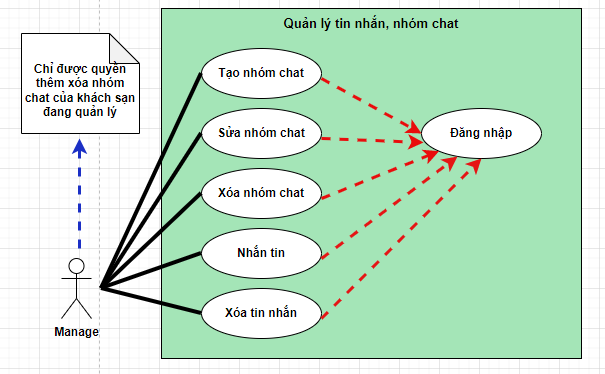 Quản lý tin nhắn, nhóm chat
Chỉ được quyền
thêm xóa nhóm
chat của khách sạn
đang quản lý
Tạo nhóm chat
Sửa nhóm chat
Đăng nhập
Xóa nhóm chat
Nhắn tin
Xóa tin nhắn
Manage